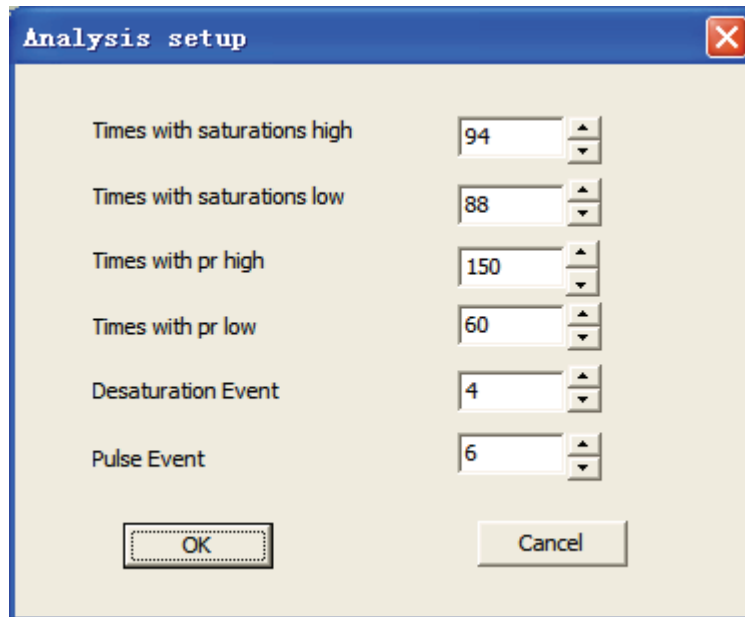 Analysis setup
Times with saturations high 94
Times with saturations low 88
Times with pr high 150
Times with pr low 60
Desaturation Event 4
Pulse Event 6
OK Cancel